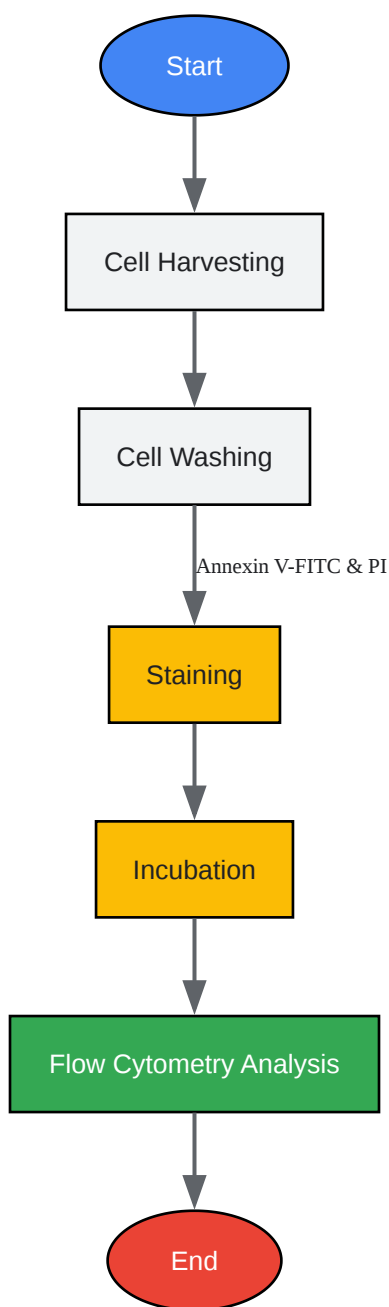 Start
Cell Harvesting
Cell Washing
Annexin V-FITC & PI
Staining
Incubation
Flow Cytometry Analysis
End